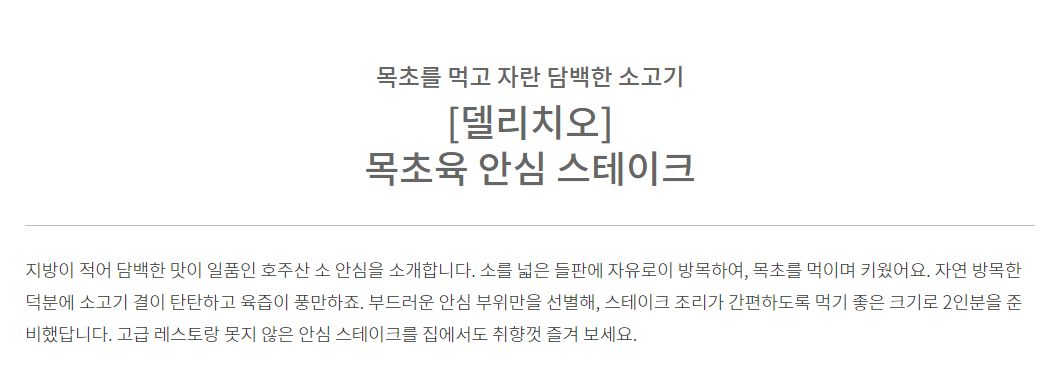 목초를 먹고 자란 담백한 소고기
[델리치오]
목초육 안심 스테이크
지방이 적어 담백한 맛이 일품인 호주산 소 안심을 소개합니다. 소를 넓은 들판에 자유로이 방목하여, 목초를 먹이며 키웠어요. 자연 방목한
덕분에 소고기 결이 탄탄하고 육즙이 풍만하죠. 부드러운 안심 부위만을 선별해, 스테이크 조리가 간편하도록 먹기 좋은 크기로 2인분을 준
비했답니다. 고급 레스토랑 못지 않은 안심 스테이크를 집에서도 취향껏 즐겨 보세요.